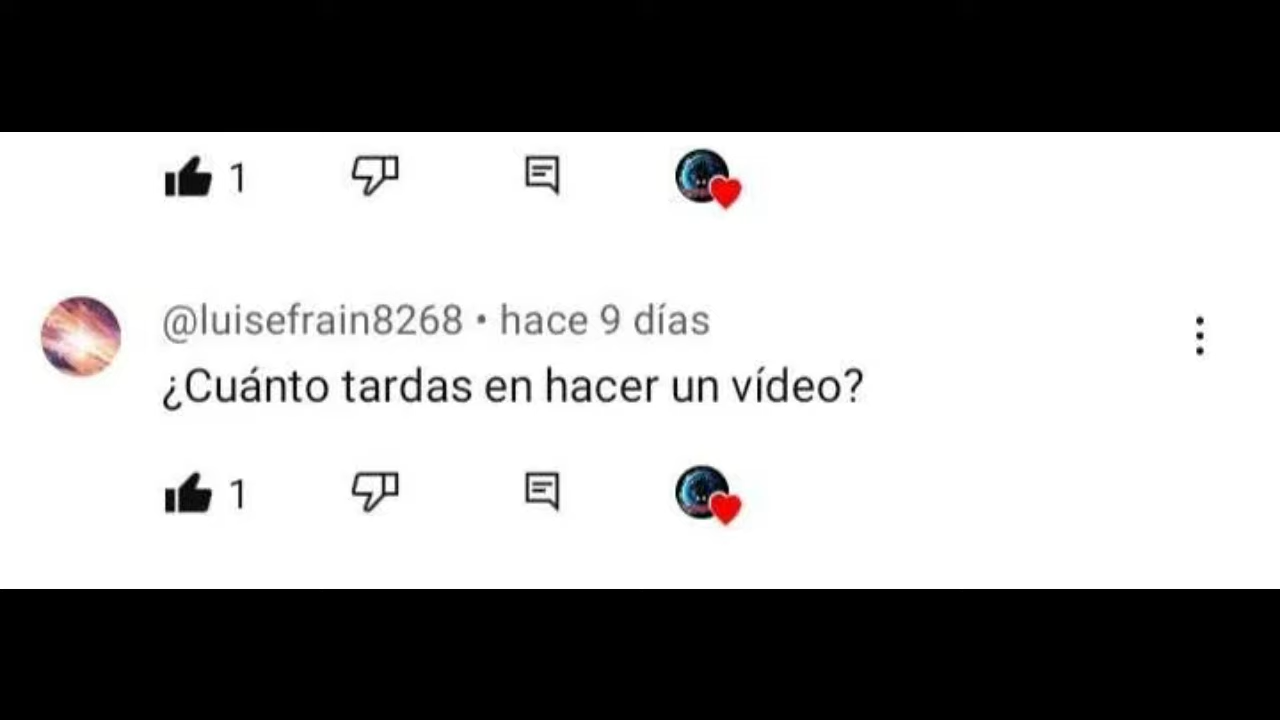 1
@luisefrain8268 • hace 9 días
¿Cuánto tardas en hacer un vídeo?
1